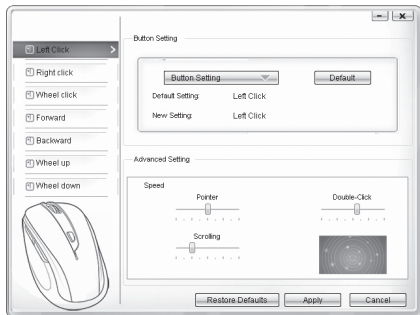 Left Click
Right click
Wheel click
Forward
Backward
Wheel up
Wheel down
Button Setting
Button Setting
Default
Default Setting: Left Click
New Setting: Left Click
Advanced Setting
Speed
Pointer
Double-Click
Scrolling
Restore Defaults
Apply
Cancel